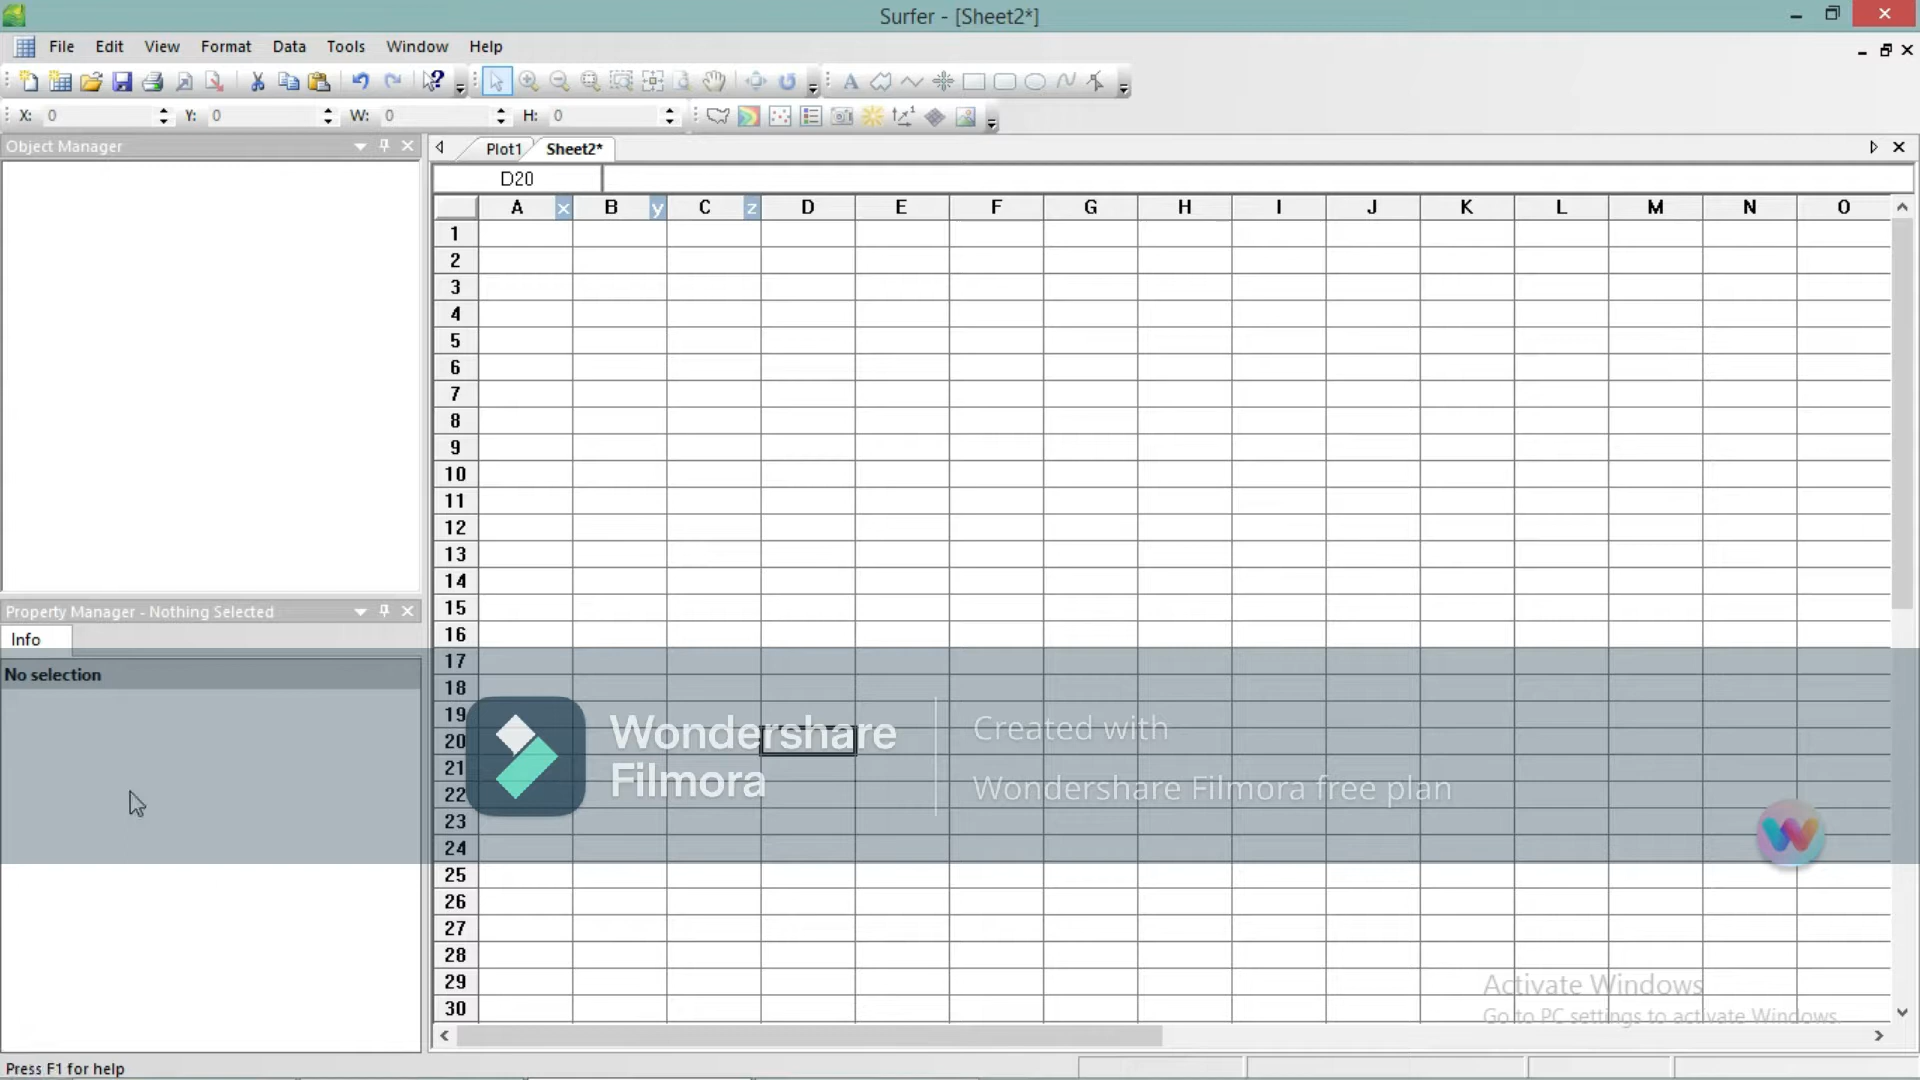 Surfer - [Sheet2*]
File Edit View Format Data Tools Window Help
X: 0 Y: 0 W: 0 H: 0
Object Manager
Plot1 Sheet2*
D20
A x B y C z D E F G H I J K L M N O
1
2
3
4
5
6
7
8
9
10
11
12
13
14
15
16
17
18
19
20
21
22
23
24
25
26
27
28
29
30
Property Manager - Nothing Selected
Info
No selection
Wondershare
Filmora
Created with
Wondershare Filmora free plan
Activate Windows
Go to PC settings to activate Windows.
Press F1 for help